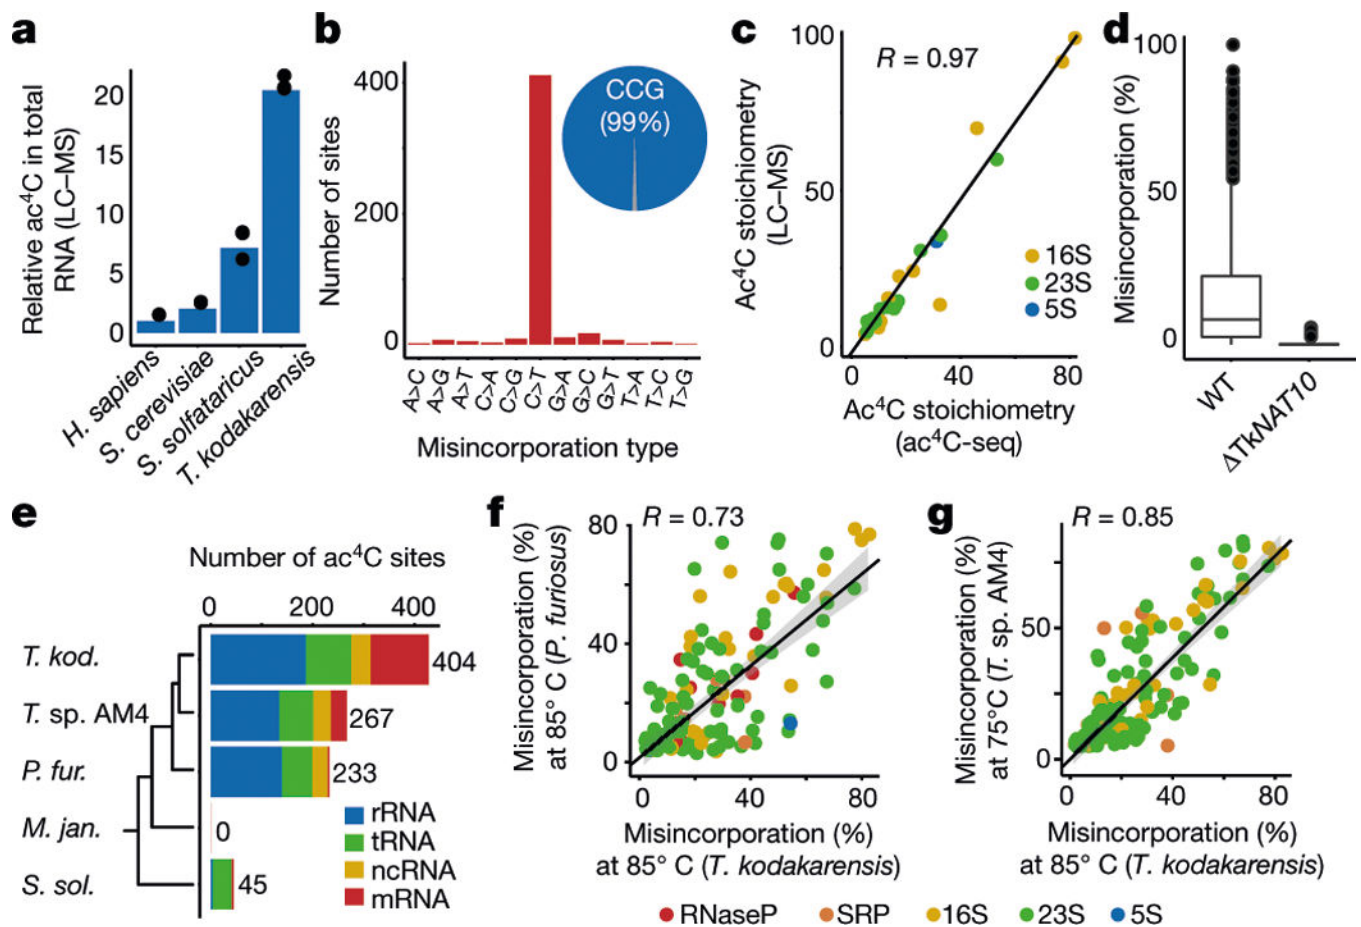 a
Relative ac⁴C in total
RNA (LC–MS)
20
15
10
5
0
H. sapiens
S. cerevisiae
S. solfataricus
T. kodakarensis
b
Number of sites
400
200
0
CCG
(99%)
A>C
A>G
A>T
C>A
C>G
C>T
G>A
G>C
G>T
T>A
T>C
T>G
Misincorporation type
c
Ac⁴C stoichiometry
(LC–MS)
100
50
0
R = 0.97
16S
23S
5S
0
40
80
Ac⁴C stoichiometry
(ac⁴C-seq)
d
Misincorporation (%)
100
50
0
WT
ΔTkNAT10
e
Number of ac⁴C sites
0
200
400
T. kod.
404
T. sp. AM4
267
P. fur.
233
M. jan.
0
S. sol.
45
rRNA
tRNA
ncRNA
mRNA
f
Misincorporation (%)
at 85° C (P. furiosus)
80
40
0
R = 0.73
0
40
80
Misincorporation (%)
at 85° C (T. kodakarensis)
g
Misincorporation (%)
at 75°C (T. sp. AM4)
50
0
R = 0.85
0
40
80
Misincorporation (%)
at 85° C (T. kodakarensis)
RNaseP
SRP
16S
23S
5S